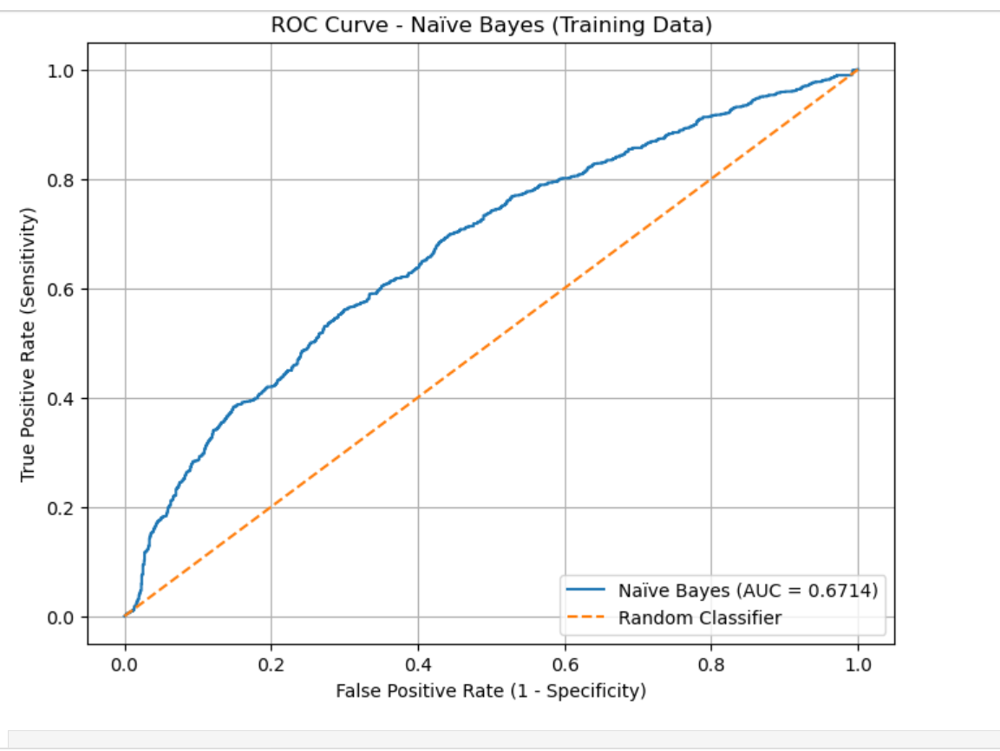 ROC Curve - Naïve Bayes (Training Data)
1.0
0.8
0.6
0.4
0.2
0.0
True Positive Rate (Sensitivity)
Naïve Bayes (AUC = 0.6714)
Random Classifier
0.0 0.2 0.4 0.6 0.8 1.0
False Positive Rate (1 - Specificity)